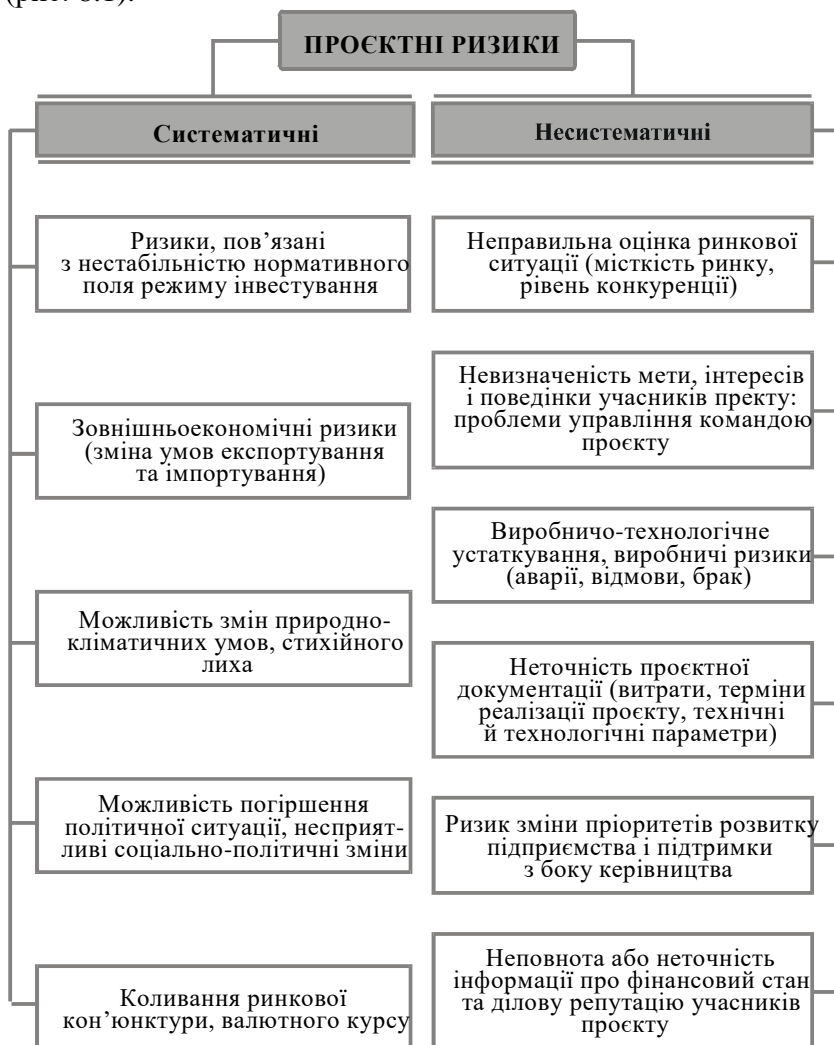 (рис. 8.1).
ПРОЄКТНІ РИЗИКИ
Систематичні
Ризики, пов’язані
з нестабільністю нормативного
поля режиму інвестування
Зовнішньоекономічні ризики
(зміна умов експортування
та імпортування)
Можливість змін природно-
кліматичних умов, стихійного
лиха
Можливість погіршення
політичної ситуації, несприят-
ливі соціально-політичні зміни
Коливання ринкової
кон’юнктури, валютного курсу
Несистематичні
Неправильна оцінка ринкової
ситуації (місткість ринку,
рівень конкуренції)
Невизначеність мети, інтересів
і поведінки учасників пректу:
проблеми управління командою
проєкту
Виробничо-технологічне
устаткування, виробничі ризики
(аварії, відмови, брак)
Неточність проєктної
документації (витрати, терміни
реалізації проєкту, технічні
й технологічні параметри)
Ризик зміни пріоритетів розвитку
підприємства і підтримки
з боку керівництва
Неповнота або неточність
інформації про фінансовий стан
та ділову репутацію учасників
проєкту